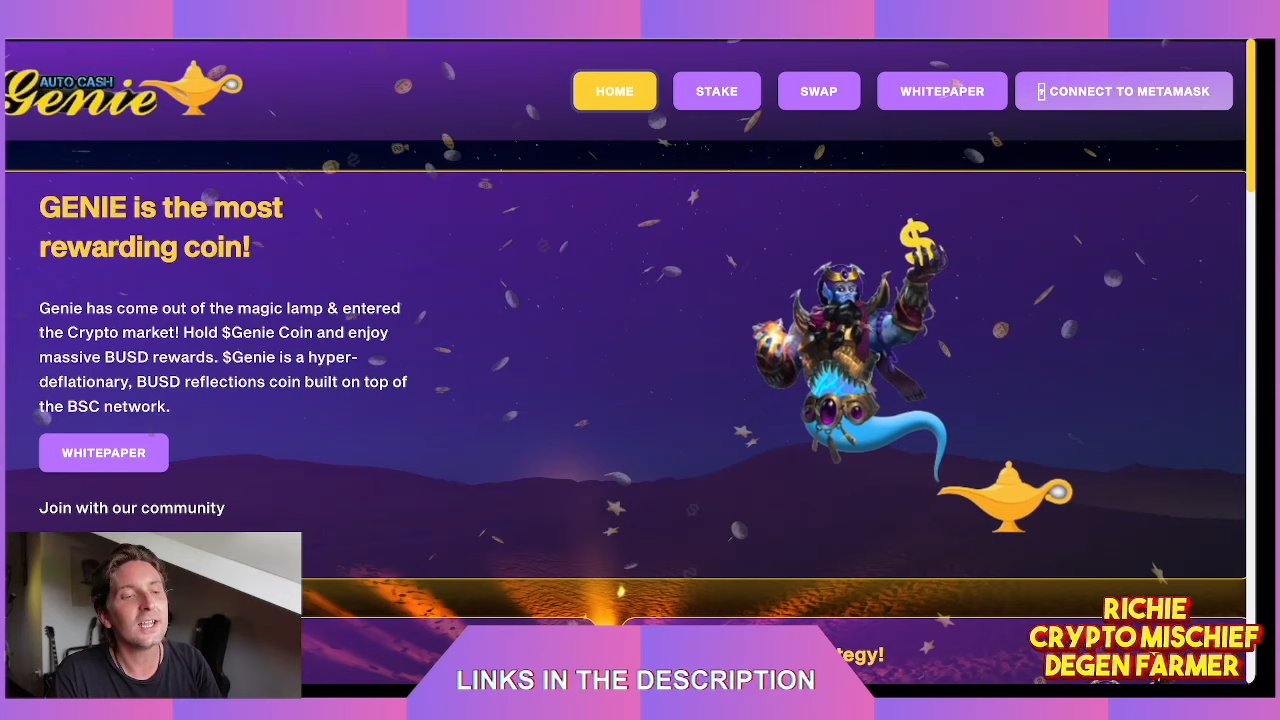 AUTO CASH
Genie
HOME
STAKE
SWAP
WHITEPAPER
CONNECT TO METAMASK
GENIE is the most
rewarding coin!
Genie has come out of the magic lamp & entered
the Crypto market! Hold $Genie Coin and enjoy
massive BUSD rewards. $Genie is a hyper-
deflationary, BUSD reflections coin built on top of
the BSC network.
WHITEPAPER
Join with our community
$
tegy!
LINKS IN THE DESCRIPTION
RICHIE
CRYPTO MISCHIEF
DEGEN FARMER